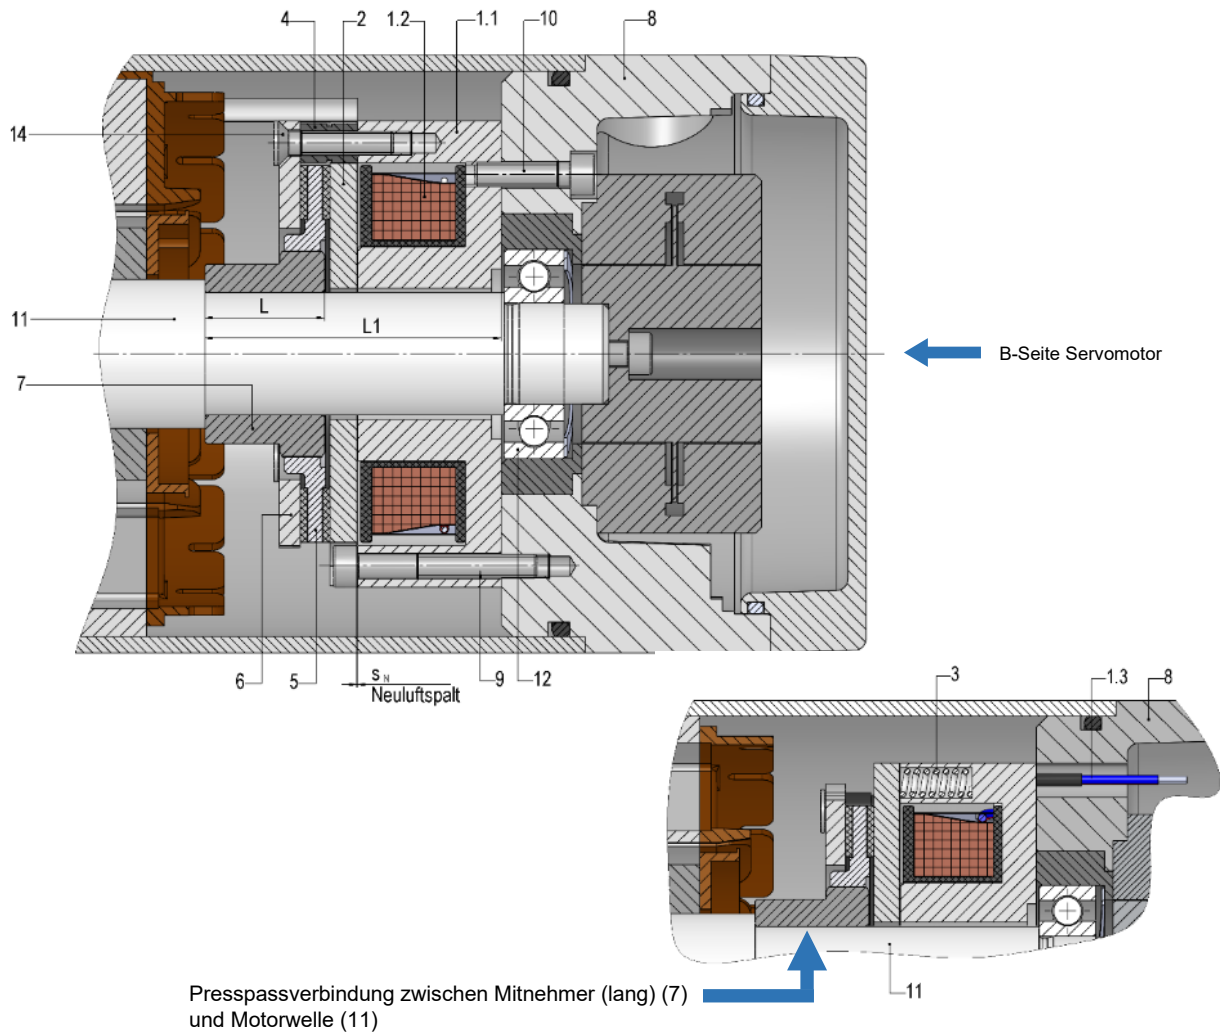 4 2 1.2 1.1 10 8
14
L
11
L1
B-Seite Servomotor
7
6 5 sN 9 12
Neuluftspalt
3 1.3 8
11
Presspassverbindung zwischen Mitnehmer (lang) (7)
und Motorwelle (11)